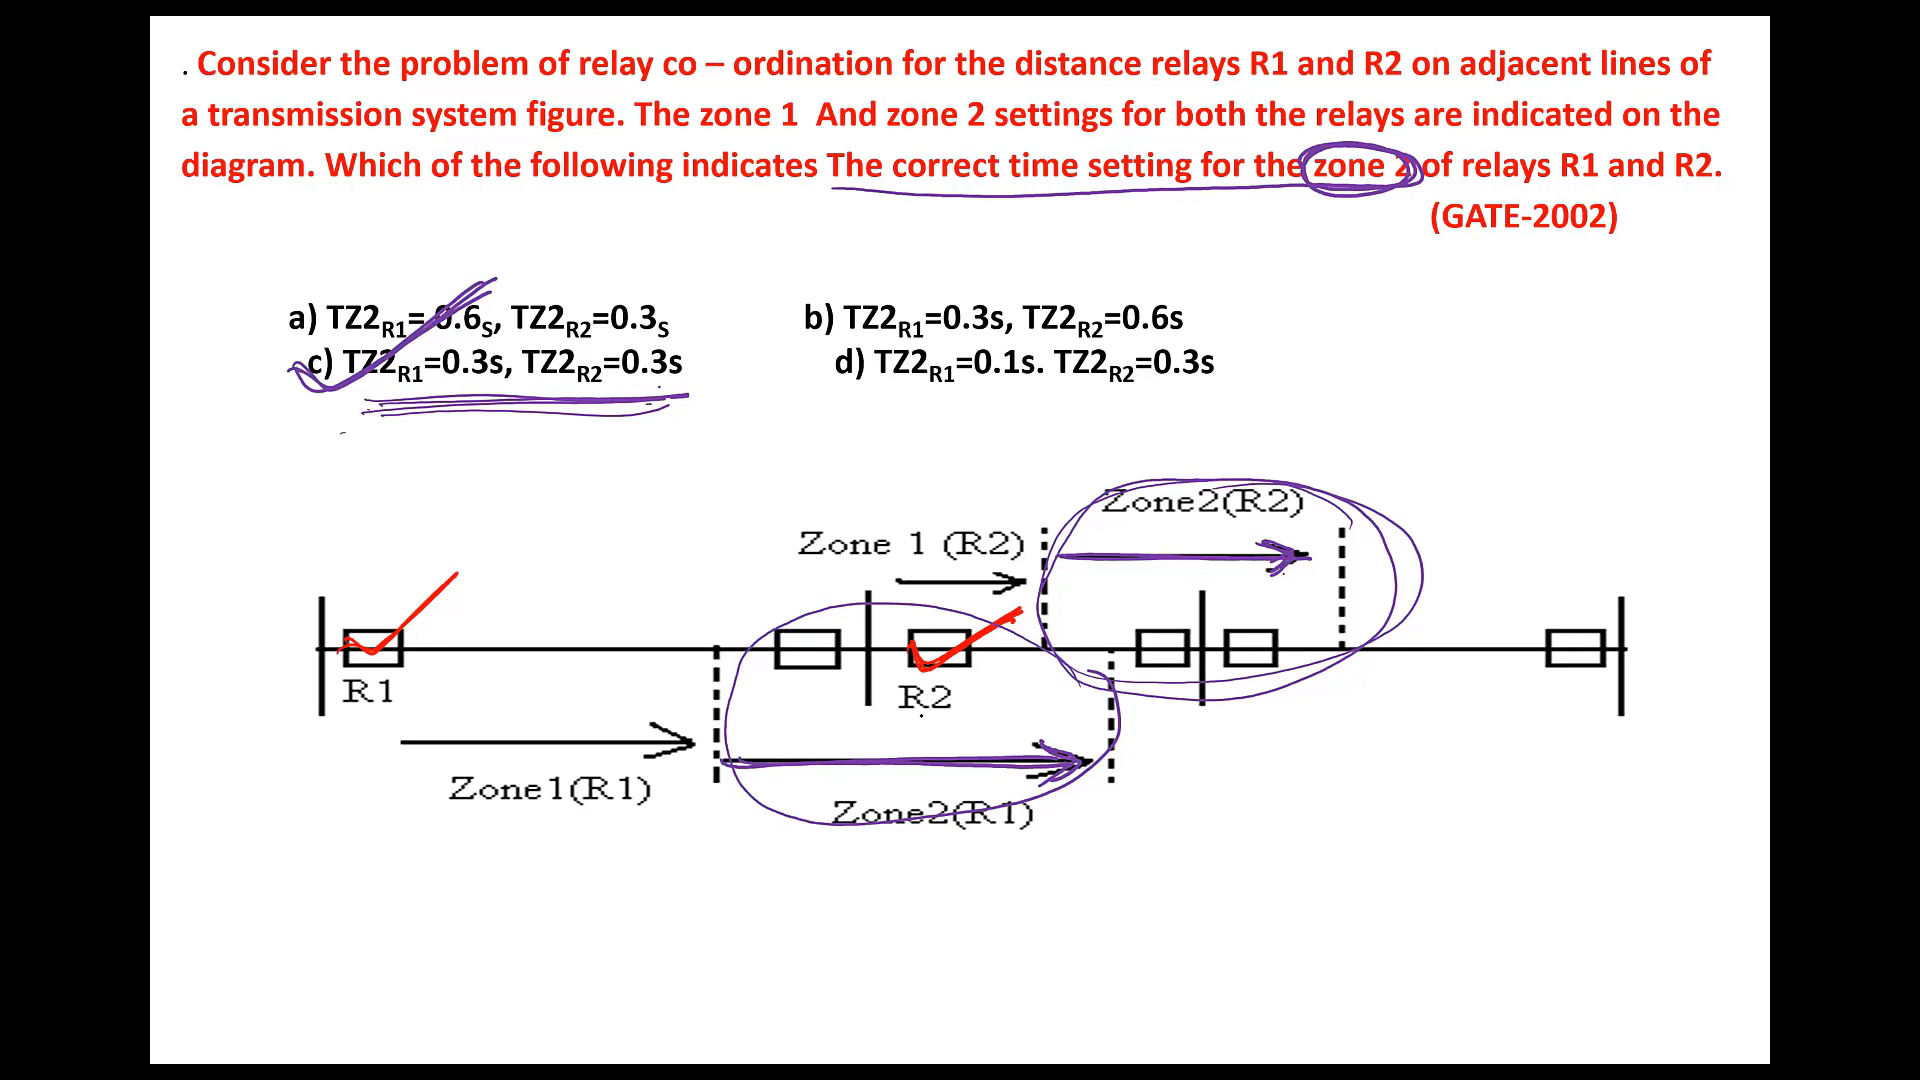 . Consider the problem of relay co – ordination for the distance relays R1 and R2 on adjacent lines of
a transmission system figure. The zone 1 And zone 2 settings for both the relays are indicated on the
diagram. Which of the following indicates The correct time setting for the zone 2 of relays R1 and R2.
(GATE-2002)
a) TZ2R1= 0.6S, TZ2R2=0.3S b) TZ2R1=0.3s, TZ2R2=0.6s
c) TZ2R1=0.3s, TZ2R2=0.3s d) TZ2R1=0.1s. TZ2R2=0.3s
Zone2(R2)
Zone 1 (R2)
R1
R2
Zone1(R1)
Zone2(R1)